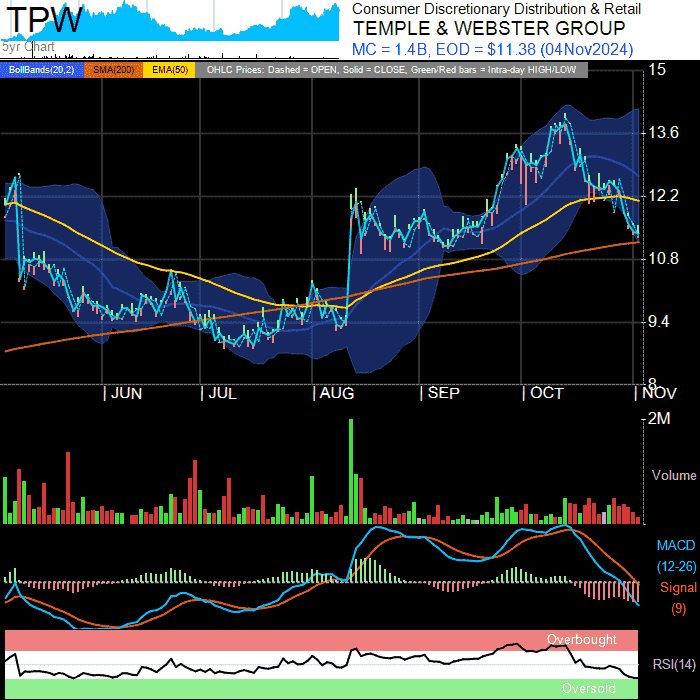 TPW
5yr Chart
Consumer Discretionary Distribution & Retail
TEMPLE & WEBSTER GROUP
MC = 1.4B, EOD = $11.38 (04Nov2024)
BollBands(20,2) SMA(200) EMA(50) OHLC Prices: Dashed = OPEN, Solid = CLOSE, Green/Red bars = Intra-day HIGH/LOW
15
13.6
12.2
10.8
9.4
8
JUN JUL AUG SEP OCT NOV
2M
Volume
MACD
(12-26)
Signal
(9)
Overbought
RSI(14)
Oversold